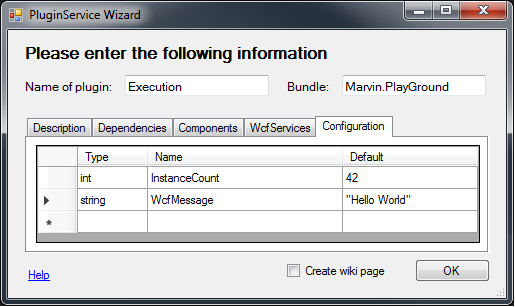 PluginService Wizard
Please enter the following information
Name of plugin: Execution Bundle: Marvin.PlayGround
Description Dependencies Components WcfServices Configuration
Type Name Default
int InstanceCount 42
string WcfMessage "Hello World"
*
Help Create wiki page OK